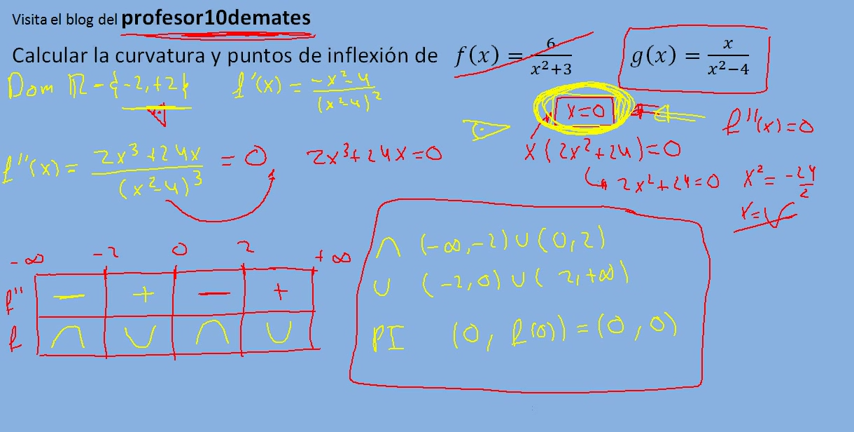 Visita el blog del profesor10demates
Calcular la curvatura y puntos de inflexión de f(x) = 6/(x²+3) g(x) = x/(x²−4)
Dom ℝ - {-2,+2} f'(x) = (-x²-4)/(x²-4)²
x=0
f''(x)=0
f''(x) = (2x³+24x)/(x²-4)³ = 0 2x³+24x=0 x(2x²+24)=0
2x²+24=0 x² = -24/2
x=√
-∞ -2 0 2 +∞
f'' − + − +
f ∩ ∪ ∩ ∪
∩ (-∞,-2) ∪ (0,2)
∪ (-2,0) ∪ (2,+∞)
PI (0, f(0)) = (0,0)